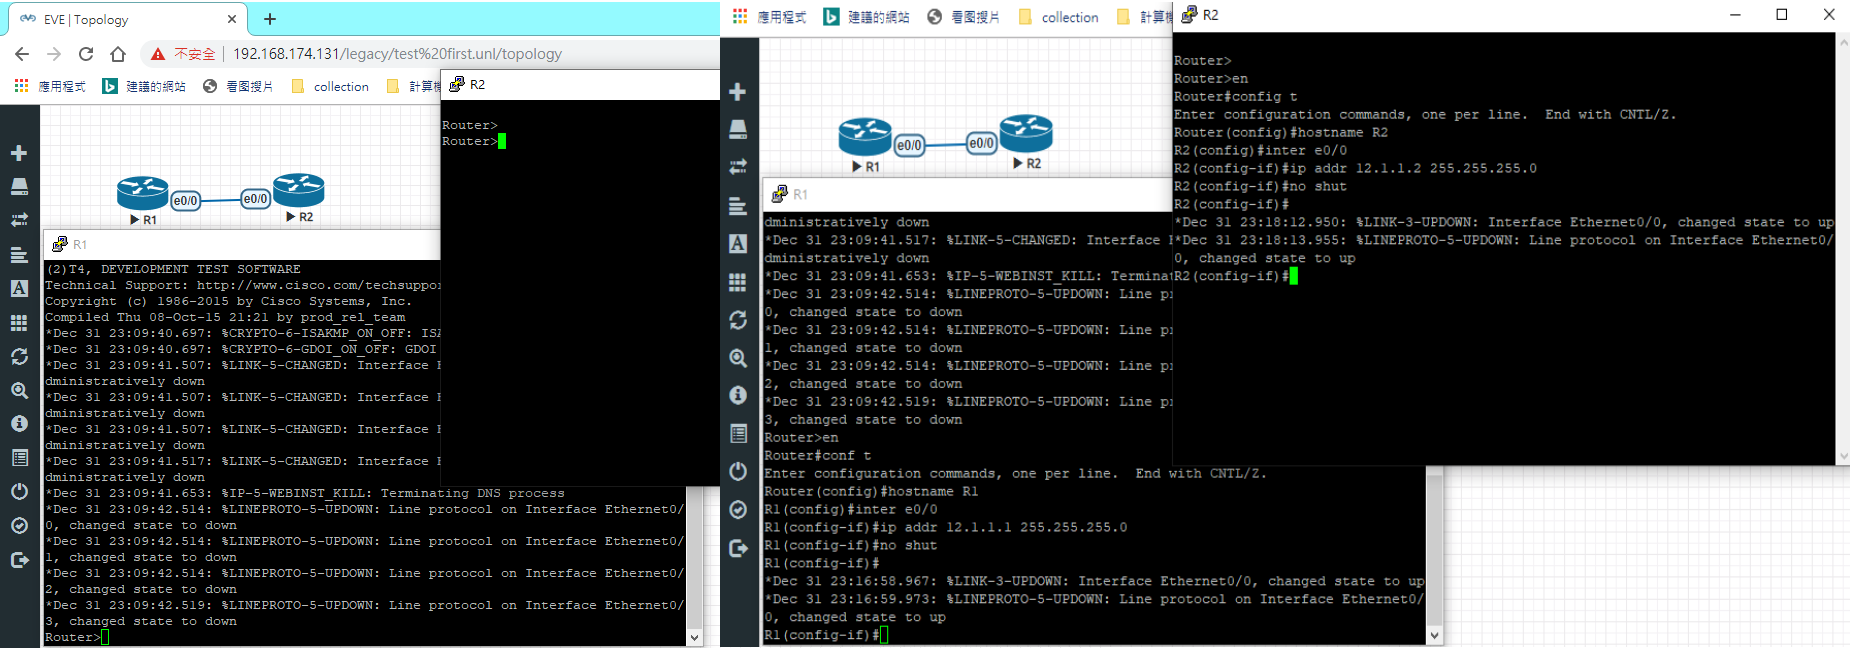 EVE | Topology
不安全 | 192.168.174.131/legacy/test%20first.unl/topology
應用程式 建議的網站 看图搜片 collection 計算機
R2
Router>
Router>
e0/0 e0/0
R1 R2
R1
(2)T4, DEVELOPMENT TEST SOFTWARE
Technical Support: http://www.cisco.com/techsuppor
Copyright (c) 1986-2015 by Cisco Systems, Inc.
Compiled Thu 08-Oct-15 21:21 by prod_rel_team
*Dec 31 23:09:40.697: %CRYPTO-6-ISAKMP_ON_OFF: ISA
*Dec 31 23:09:40.697: %CRYPTO-6-GDOI_ON_OFF: GDOI
*Dec 31 23:09:41.507: %LINK-5-CHANGED: Interface
dministratively down
*Dec 31 23:09:41.507: %LINK-5-CHANGED: Interface
dministratively down
*Dec 31 23:09:41.507: %LINK-5-CHANGED: Interface
dministratively down
*Dec 31 23:09:41.517: %LINK-5-CHANGED: Interface
dministratively down
*Dec 31 23:09:41.653: %IP-5-WEBINST_KILL: Terminating DNS process
*Dec 31 23:09:42.514: %LINEPROTO-5-UPDOWN: Line protocol on Interface Ethernet0/
0, changed state to down
*Dec 31 23:09:42.514: %LINEPROTO-5-UPDOWN: Line protocol on Interface Ethernet0/
1, changed state to down
*Dec 31 23:09:42.514: %LINEPROTO-5-UPDOWN: Line protocol on Interface Ethernet0/
2, changed state to down
*Dec 31 23:09:42.519: %LINEPROTO-5-UPDOWN: Line protocol on Interface Ethernet0/
3, changed state to down
Router>
應用程式 建議的網站 看图搜片 collection 計算機
e0/0 e0/0
R1 R2
R1
dministratively down
*Dec 31 23:09:41.517: %LINK-5-CHANGED: Interface
dministratively down
*Dec 31 23:09:41.653: %IP-5-WEBINST_KILL: Terminat
*Dec 31 23:09:42.514: %LINEPROTO-5-UPDOWN: Line pr
0, changed state to down
*Dec 31 23:09:42.514: %LINEPROTO-5-UPDOWN: Line pr
1, changed state to down
*Dec 31 23:09:42.514: %LINEPROTO-5-UPDOWN: Line pr
2, changed state to down
*Dec 31 23:09:42.519: %LINEPROTO-5-UPDOWN: Line pr
3, changed state to down
Router>en
Router#conf t
Enter configuration commands, one per line.  End with CNTL/Z.
Router(config)#hostname R1
R1(config)#inter e0/0
R1(config-if)#ip addr 12.1.1.1 255.255.255.0
R1(config-if)#no shut
R1(config-if)#
*Dec 31 23:16:58.967: %LINK-3-UPDOWN: Interface Ethernet0/0, changed state to up
*Dec 31 23:16:59.973: %LINEPROTO-5-UPDOWN: Line protocol on Interface Ethernet0/
0, changed state to up
R1(config-if)#
R2
Router>
Router>en
Router#config t
Enter configuration commands, one per line.  End with CNTL/Z.
Router(config)#hostname R2
R2(config)#inter e0/0
R2(config-if)#ip addr 12.1.1.2 255.255.255.0
R2(config-if)#no shut
R2(config-if)#
*Dec 31 23:18:12.950: %LINK-3-UPDOWN: Interface Ethernet0/0, changed state to up
*Dec 31 23:18:13.955: %LINEPROTO-5-UPDOWN: Line protocol on Interface Ethernet0/
0, changed state to up
R2(config-if)#